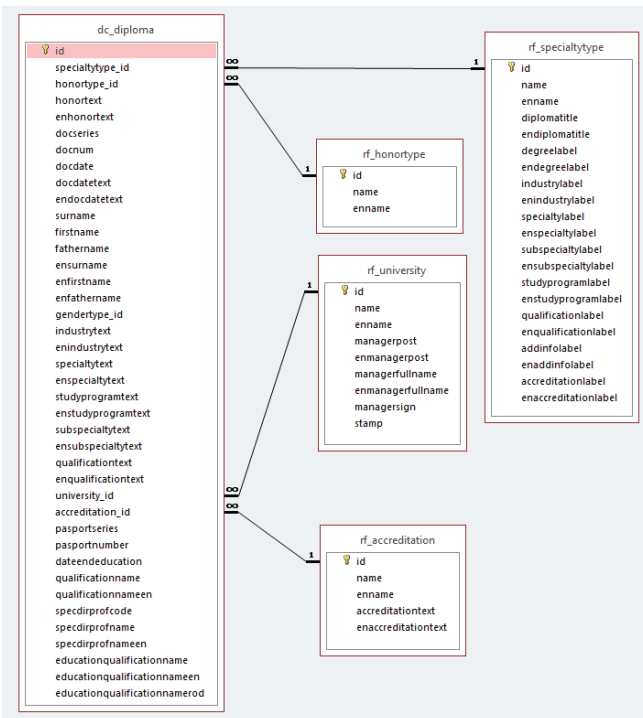 dc_diploma
id
specialtytype_id
honortype_id
honortext
enhonortext
docseries
docnum
docdate
docdatetext
endocdatetext
surname
firstname
fathername
ensurname
enfirstname
enfathername
gendertype_id
industrytext
enindustrytext
specialtytext
enspecialtytext
studyprogramtext
enstudyprogramtext
subspecialtytext
ensubspecialtytext
qualificationtext
enqualificationtext
university_id
accreditation_id
pasportseries
pasportnumber
dateendeducation
qualificationname
qualificationnameen
specdirprofcode
specdirprofname
specdirprofnameen
educationqualificationname
educationqualificationnameen
educationqualificationnamerod
∞
∞
∞
∞
1
1
1
1
rf_honortype
id
name
enname
rf_university
id
name
enname
managerpost
enmanagerpost
managerfullname
enmanagerfullname
managersign
stamp
rf_accreditation
id
name
enname
accreditationtext
enaccreditationtext
rf_specialtytype
id
name
enname
diplomatitle
endiplomatitle
degreelabel
endegreelabel
industrylabel
enindustrylabel
specialtylabel
enspecialtylabel
subspecialtylabel
ensubspecialtylabel
studyprogramlabel
enstudyprogramlabel
qualificationlabel
enqualificationlabel
addinfolabel
enaddinfolabel
accreditationlabel
enaccreditationlabel